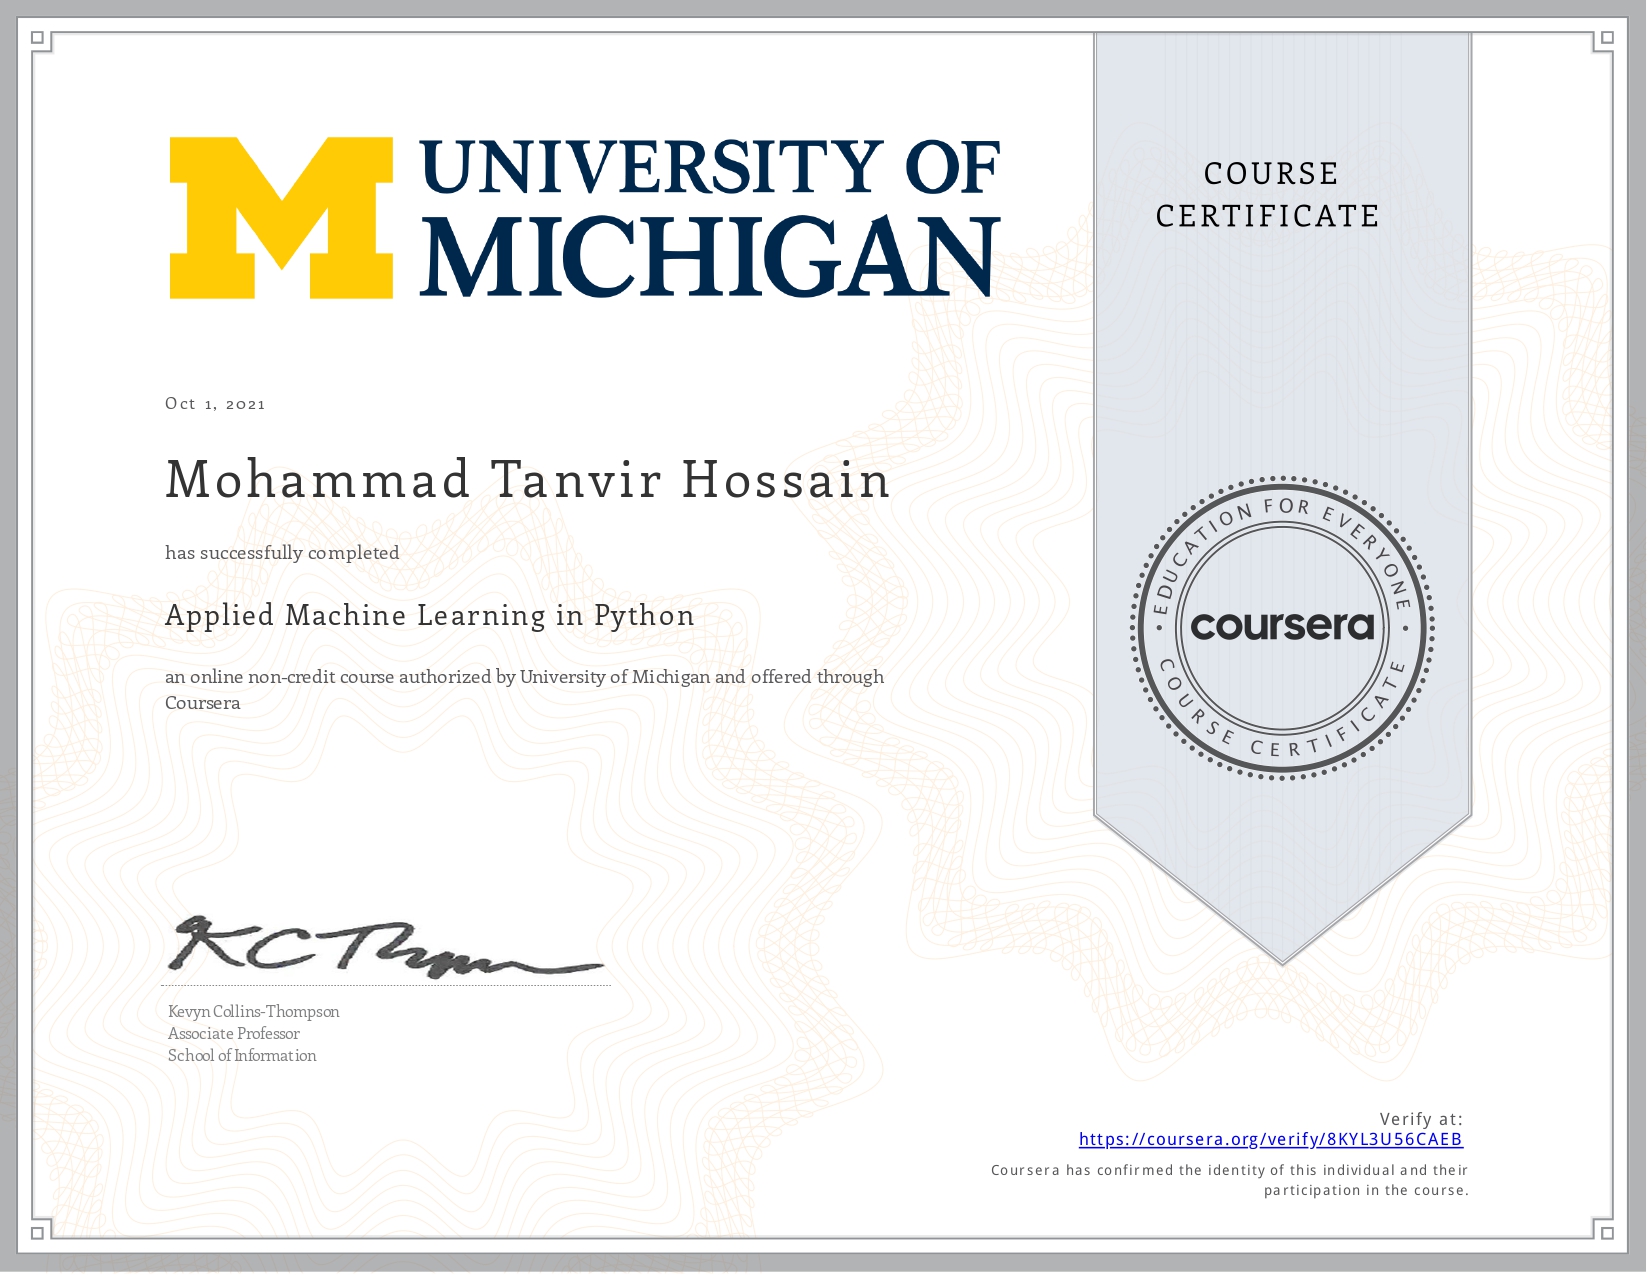 UNIVERSITY OF
MICHIGAN
COURSE
CERTIFICATE
Oct 1, 2021
Mohammad Tanvir Hossain
has successfully completed
Applied Machine Learning in Python
an online non-credit course authorized by University of Michigan and offered through
Coursera
EDUCATION FOR EVERYONE
coursera
COURSE CERTIFICATE
KC Thompson
Kevyn Collins-Thompson
Associate Professor
School of Information
Verify at:
https://coursera.org/verify/8KYL3U56CAEB
Coursera has confirmed the identity of this individual and their
participation in the course.